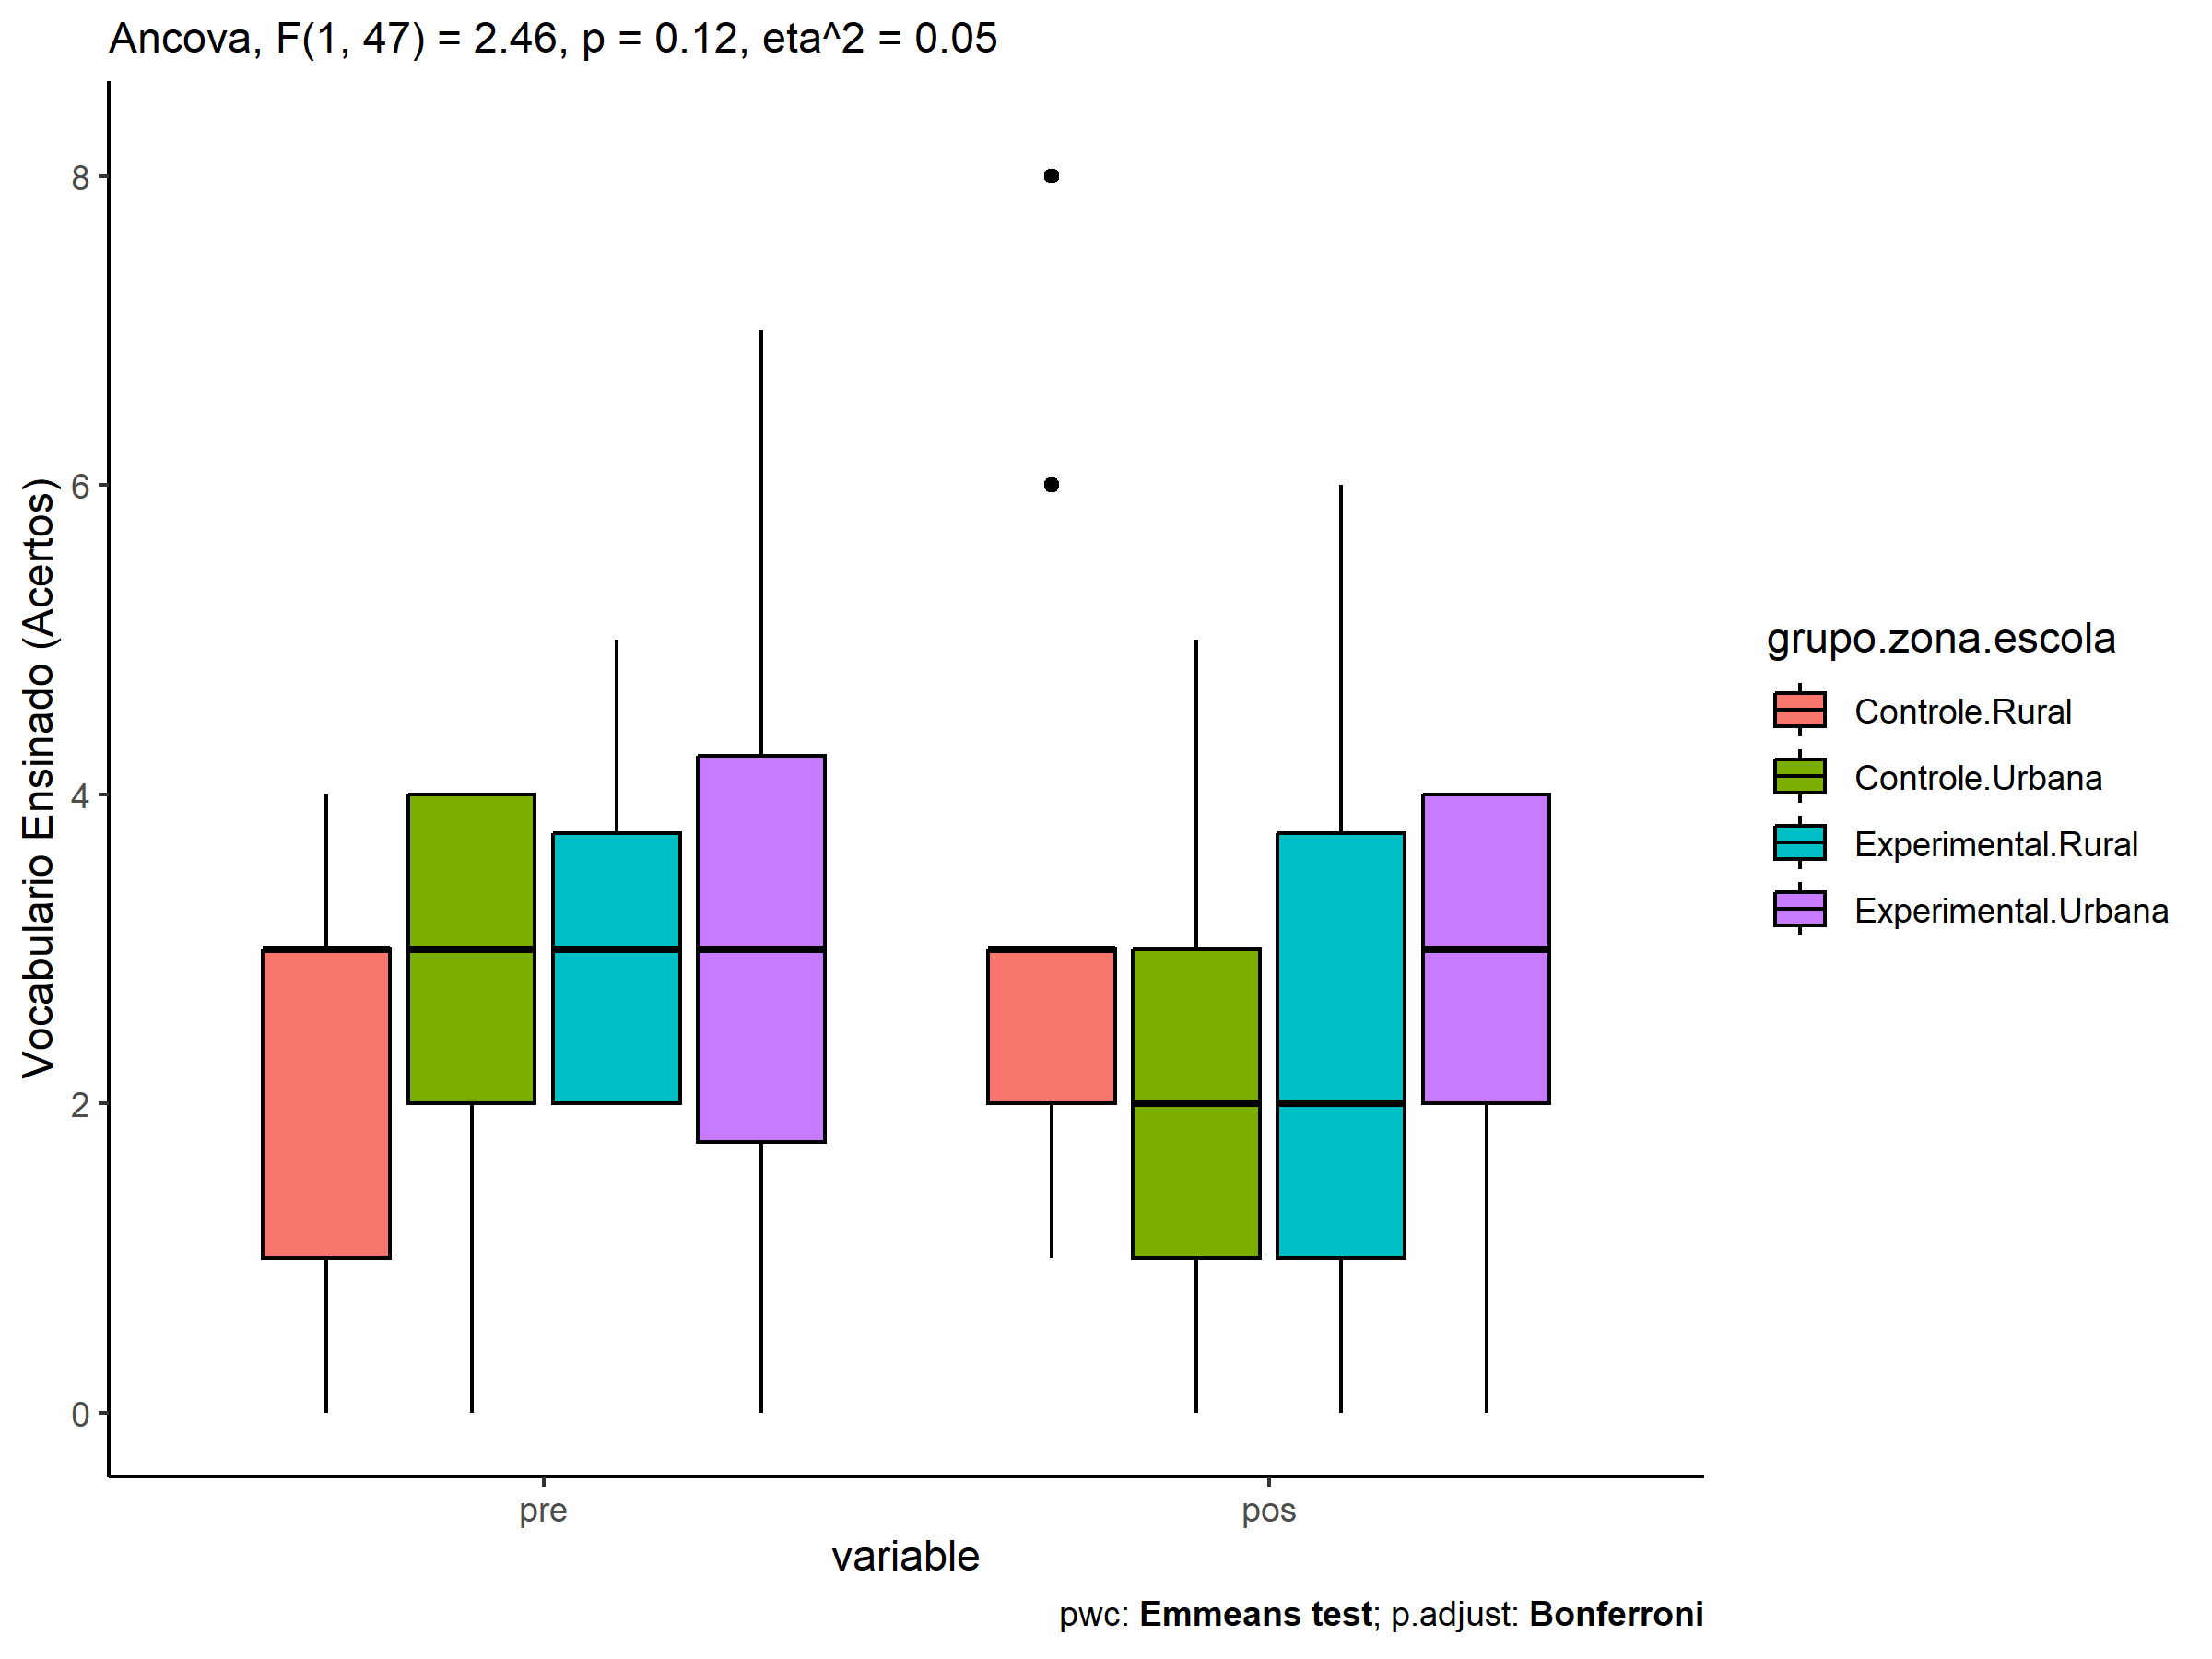 Ancova, F(1, 47) = 2.46, p = 0.12, eta^2 = 0.05
Vocabulario Ensinado (Acertos)
8
6
4
2
0
pre
pos
variable
grupo.zona.escola
Controle.Rural
Controle.Urbana
Experimental.Rural
Experimental.Urbana
pwc: Emmeans test; p.adjust: Bonferroni